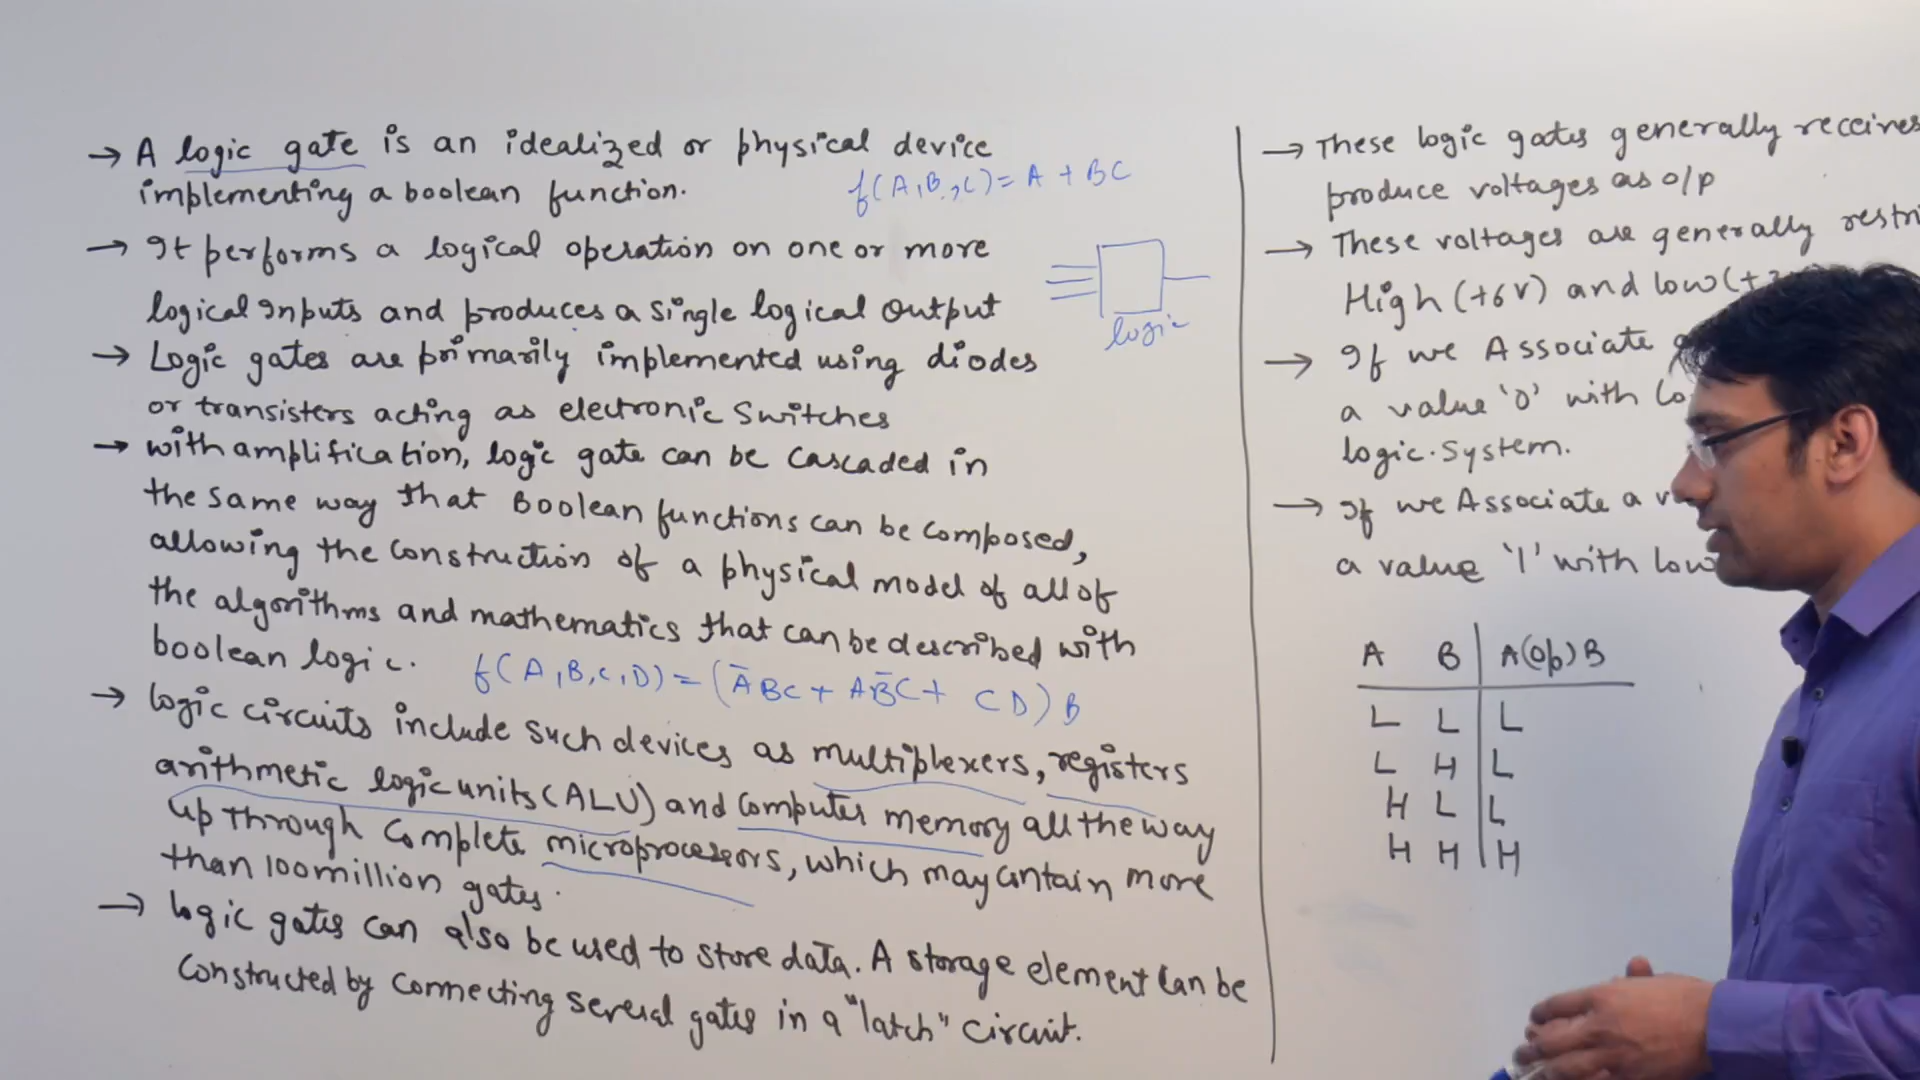 → A logic gate is an idealized or physical device
implementing a boolean function.
f(A,B,C)= A + BC
→ It performs a logical operation on one or more
logical Inputs and produces a single logical output
logic
→ Logic gates are primarily implemented using diodes
or transisters acting as electronic switches
→ with amplification, logic gate can be cascaded in
the same way that Boolean functions can be composed,
allowing the construction of a physical model of all of
the algorithms and mathematics that can be described with
boolean logic.
f(A,B,C,D) = (A̅BC + AB̅C + CD) B
→ logic circuits include such devices as multiplexers, registers
arithmetic logic units (ALU) and computer memory all the way
up through complete microprocessors, which may contain more
than 100 million gates.
→ logic gates can also be used to store data. A storage element can be
constructed by connecting several gates in a "latch" circuit.
→ These logic gates generally receives
produce voltages as o/p
→ These voltages are generally
High (+6V) and low (+
→ If we Associate
a value '0' with
logic system.
→ If we Associate a
a value '1' with low
A B A(op)B
L L L
L H L
H L L
H H H